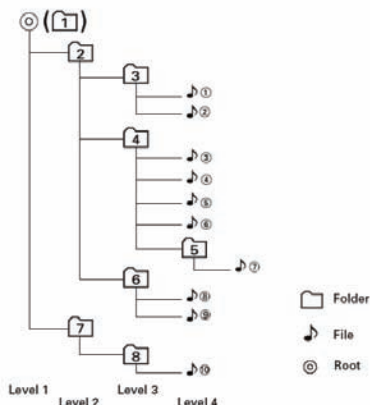 (1)
2
3
①
②
4
③
④
⑤
⑥
5
⑦
6
⑧
⑨
7
8
⑩
Folder
File
Root
Level 1
Level 2
Level 3
Level 4